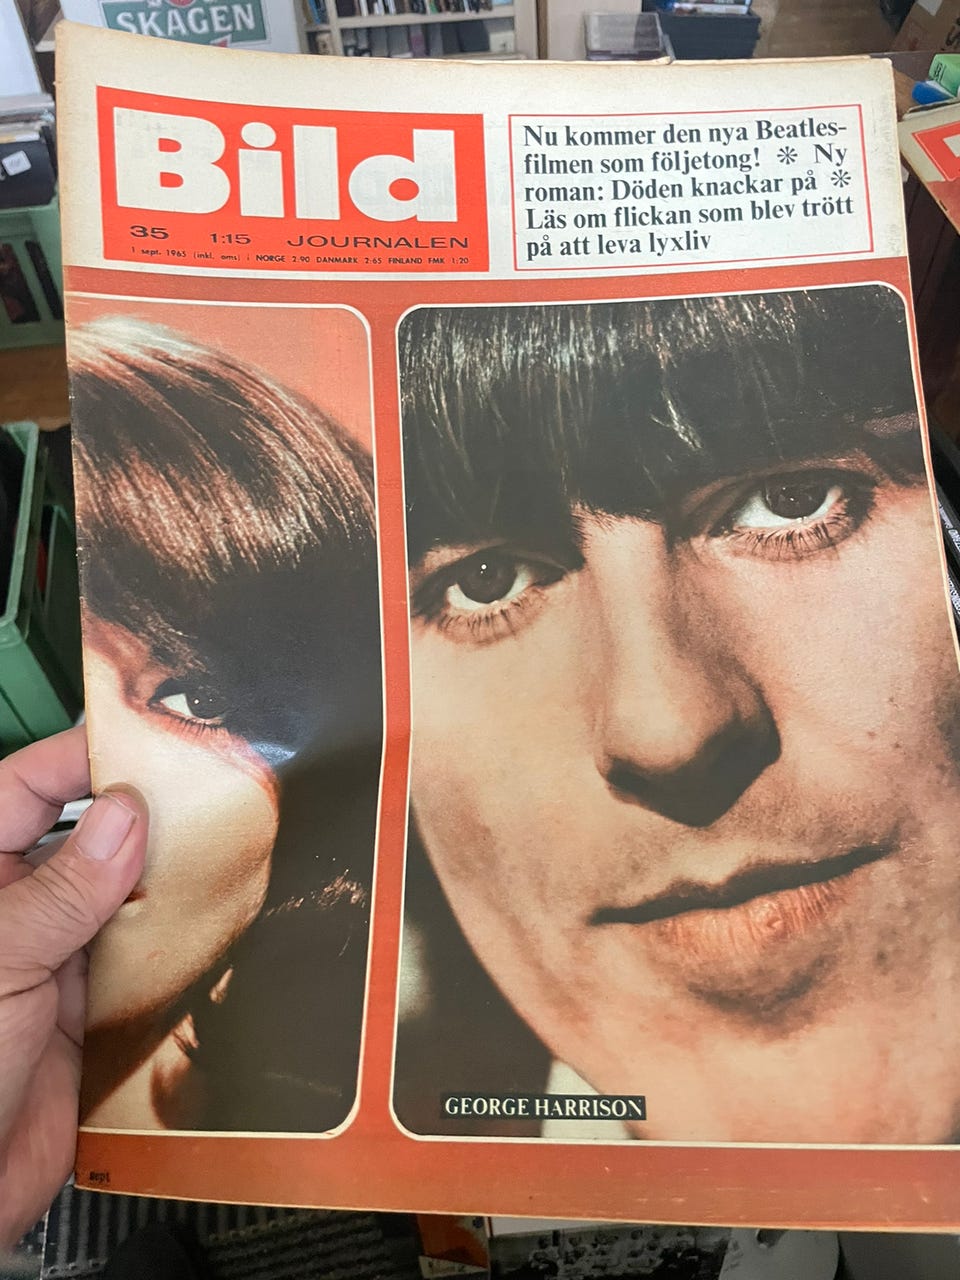 SKAGEN
Bild
35 1:15 JOURNALEN
1 sept. 1965 (inkl. oms) i NORGE 2:90 DANMARK 2:65 FINLAND FMK 1:20
Nu kommer den nya Beatles-
filmen som följetong! ✻ Ny
roman: Döden knackar på ✻
Läs om flickan som blev trött
på att leva lyxliv
GEORGE HARRISON
Sept